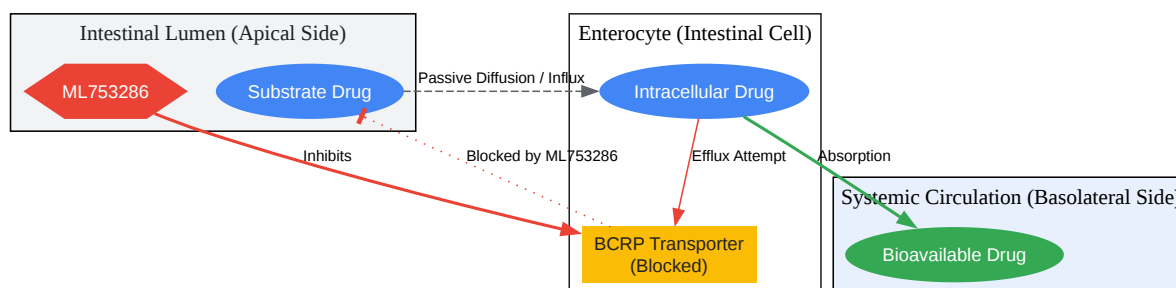 Intestinal Lumen (Apical Side)
Enterocyte (Intestinal Cell)
ML753286
Substrate Drug
Passive Diffusion / Influx
Intracellular Drug
Inhibits
Blocked by ML753286
Efflux Attempt
Absorption
Systemic Circulation (Basolateral Side)
BCRP Transporter
(Blocked)
Bioavailable Drug